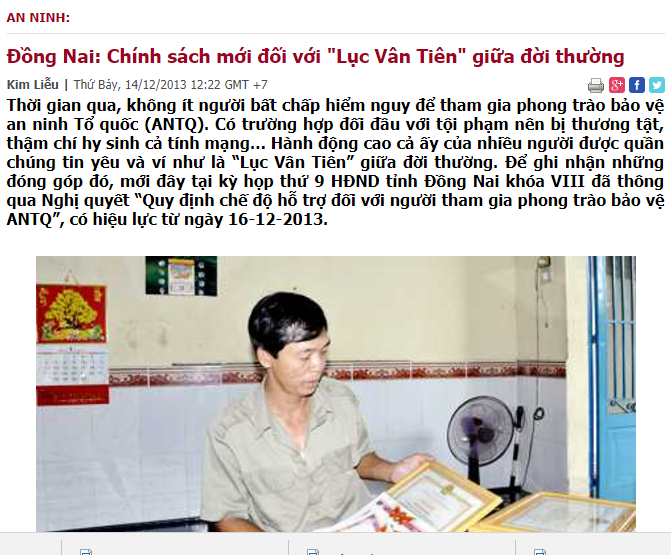 AN NINH:
Đồng Nai: Chính sách mới đối với "Lục Vân Tiên" giữa đời thường
Kim Liễu | Thứ Bảy, 14/12/2013 12:22 GMT +7
Thời gian qua, không ít người bất chấp hiểm nguy để tham gia phong trào bảo vệ
an ninh Tổ quốc (ANTQ). Có trường hợp đối đầu với tội phạm nên bị thương tật,
thậm chí hy sinh cả tính mạng... Hành động cao cả ấy của nhiều người được quần
chúng tin yêu và ví như là “Lục Vân Tiên” giữa đời thường. Để ghi nhận những
đóng góp đó, mới đây tại kỳ họp thứ 9 HĐND tỉnh Đồng Nai khóa VIII đã thông
qua Nghị quyết “Quy định chế độ hỗ trợ đối với người tham gia phong trào bảo vệ
ANTQ”, có hiệu lực từ ngày 16-12-2013.